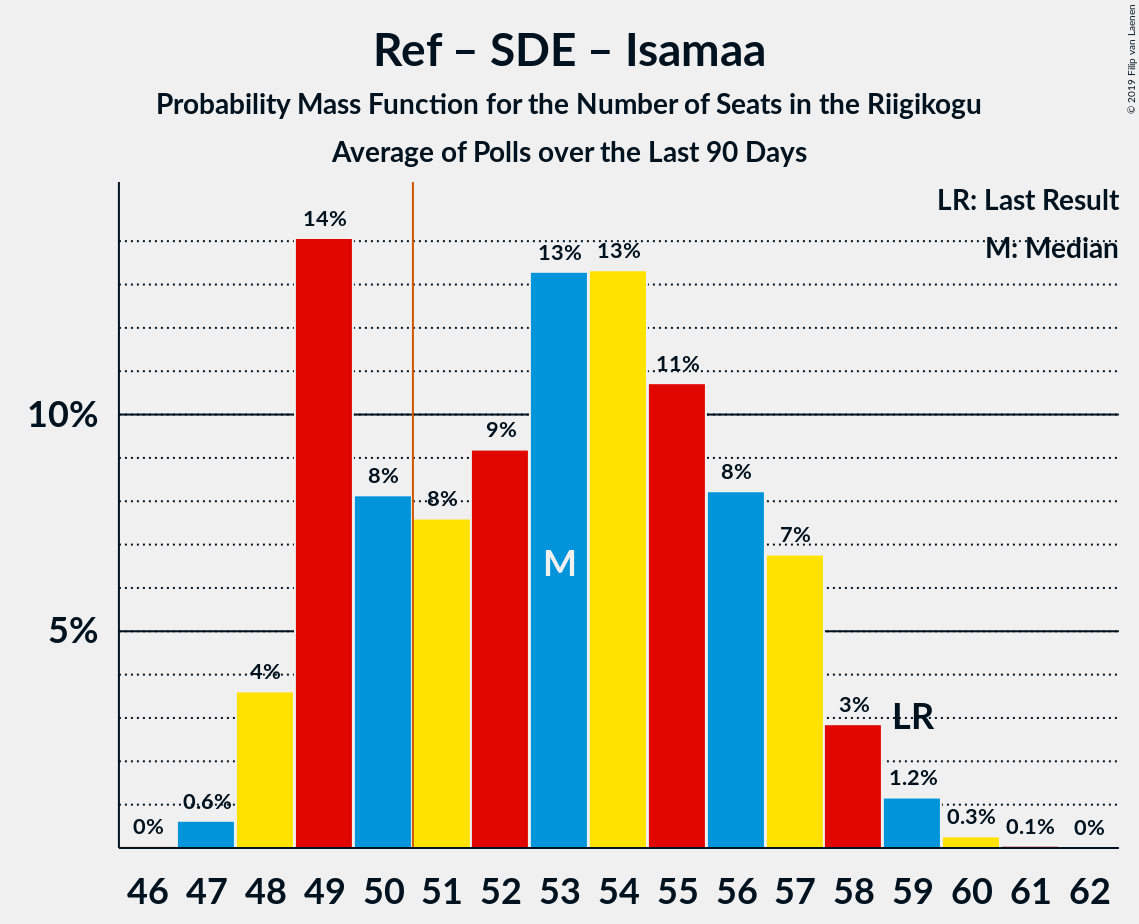 Ref – SDE – Isamaa
Probability Mass Function for the Number of Seats in the Riigikogu
Average of Polls over the Last 90 Days
© 2019 Filip van Laenen
LR: Last Result
M: Median
14%
13%
13%
11%
10%
9%
8%
8%
8%
7%
M
5%
4%
3%
LR
1.2%
0.6%
0.3%
0%
0.1%
0%
46 47 48 49 50 51 52 53 54 55 56 57 58 59 60 61 62